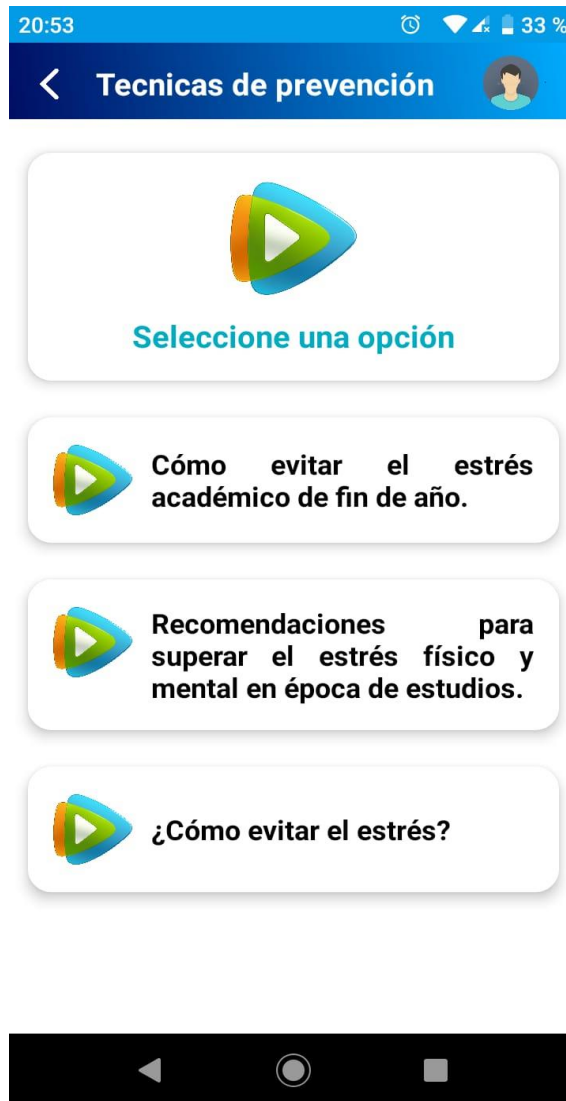 20:53
33 %
Tecnicas de prevención
Seleccione una opción
Cómo evitar el estrés
académico de fin de año.
Recomendaciones para
superar el estrés físico y
mental en época de estudios.
¿Cómo evitar el estrés?